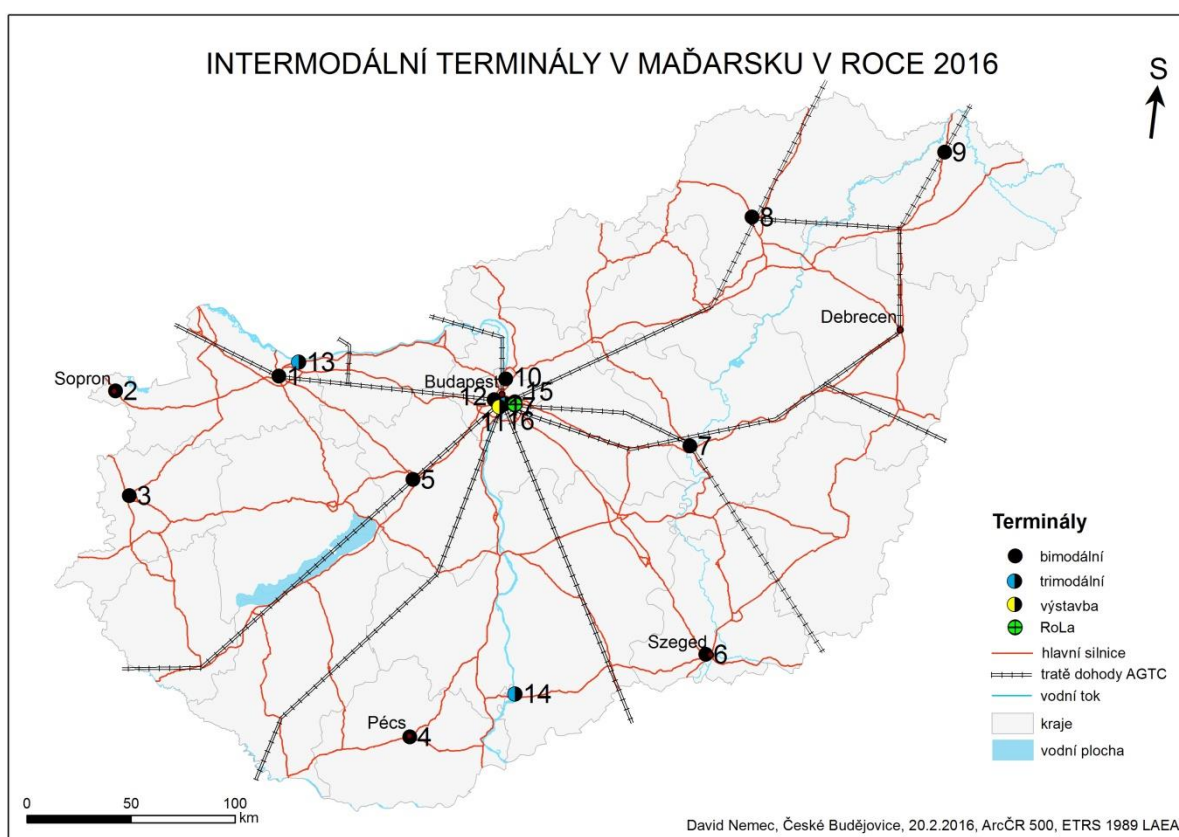 INTERMODÁLNÍ TERMINÁLY V MAĎARSKU V ROCE 2016
S
9
8
Debrecen
13
1
Sopron
2
Budapest
10
15
12
17
11
16
7
5
3
Szeged
6
14
Pécs
4
Terminály
bimodální
trimodální
výstavba
RoLa
hlavní silnice
tratě dohody AGTC
vodní tok
kraje
vodní plocha
0 50 100
km
David Nemec, České Budějovice, 20.2.2016, ArcČR 500, ETRS 1989 LAEA